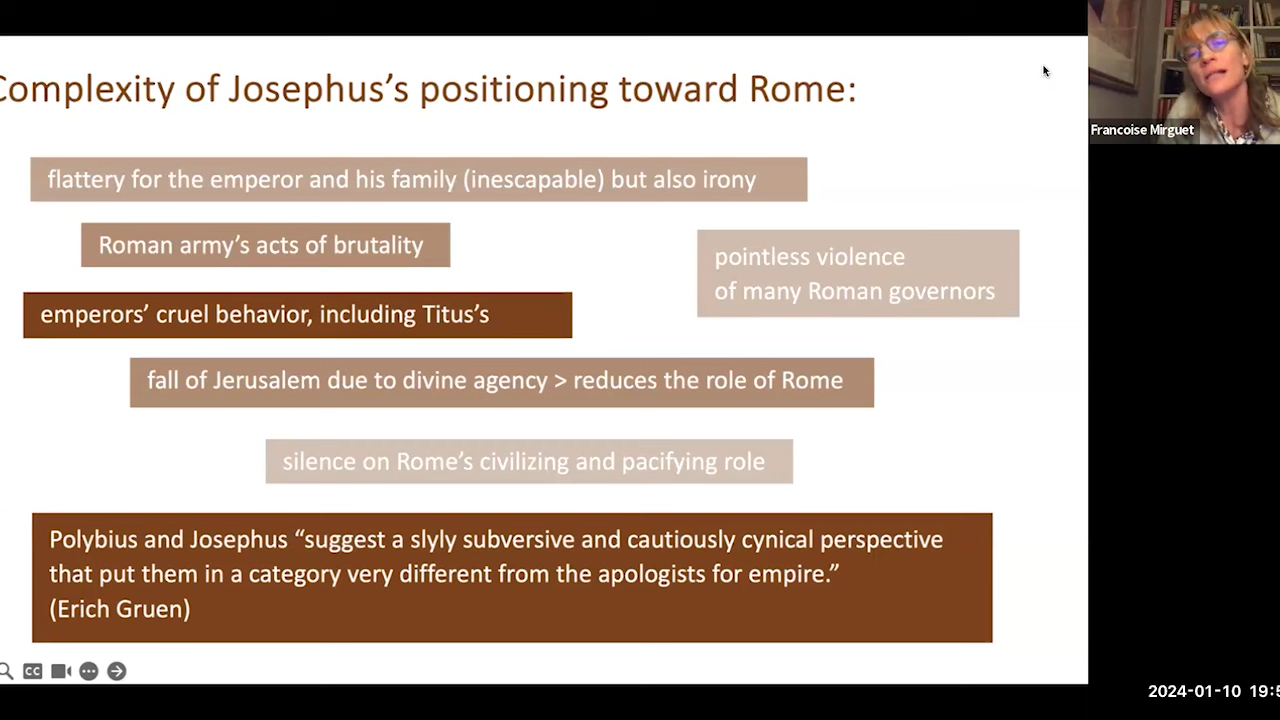 Complexity of Josephus's positioning toward Rome:
flattery for the emperor and his family (inescapable) but also irony
Roman army's acts of brutality
pointless violence
of many Roman governors
emperors' cruel behavior, including Titus's
fall of Jerusalem due to divine agency > reduces the role of Rome
silence on Rome's civilizing and pacifying role
Polybius and Josephus “suggest a slyly subversive and cautiously cynical perspective
that put them in a category very different from the apologists for empire.”
(Erich Gruen)
Francoise Mirguet
CC
2024-01-10 19:5